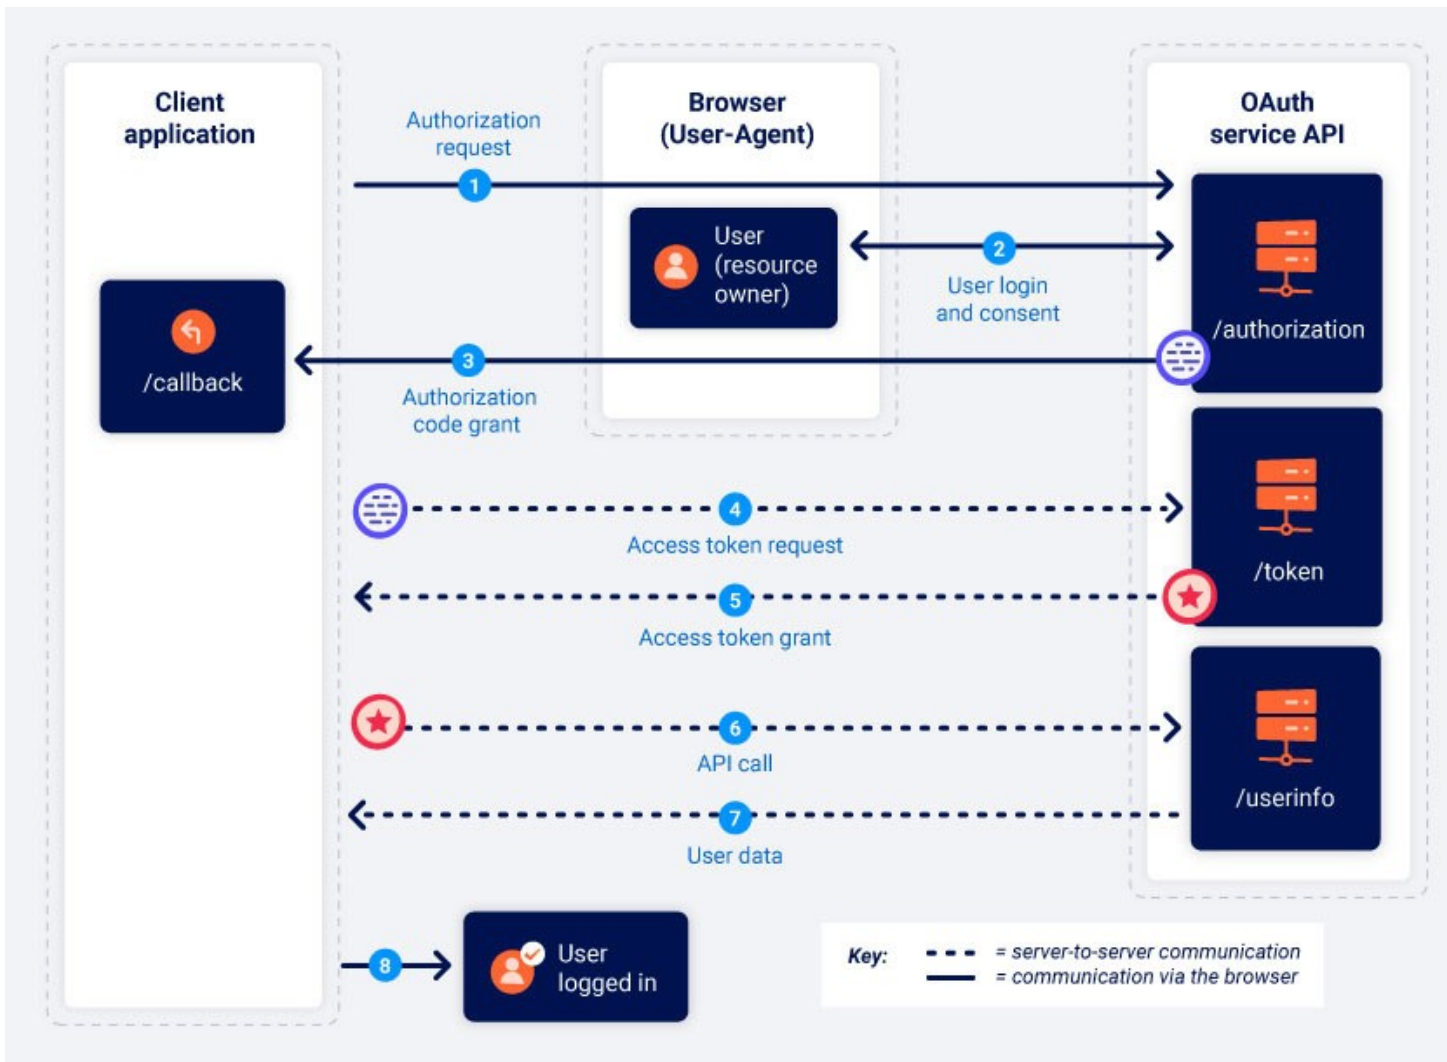 Client
application
Browser
(User-Agent)
OAuth
service API
Authorization
request
1
User
(resource
owner)
2
User login
and consent
/authorization
/callback
3
Authorization
code grant
4
Access token request
/token
5
Access token grant
6
API call
/userinfo
7
User data
8
User
logged in
Key:
= server-to-server communication
= communication via the browser